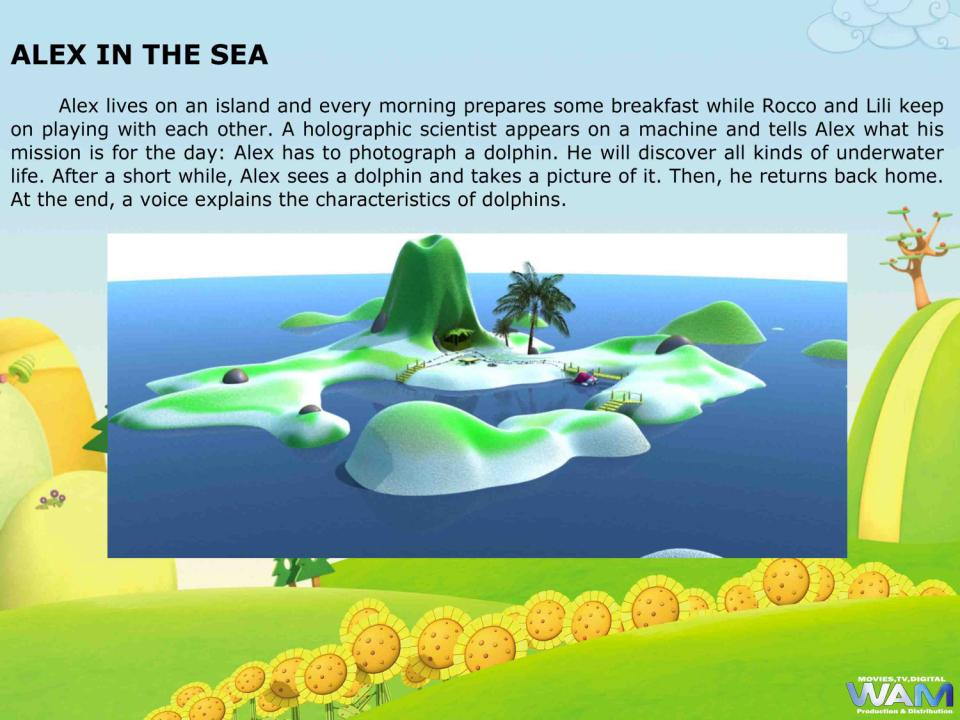 ALEX IN THE SEA
Alex lives on an island and every morning prepares some breakfast while Rocco and Lili keep
on playing with each other. A holographic scientist appears on a machine and tells Alex what his
mission is for the day: Alex has to photograph a dolphin. He will discover all kinds of underwater
life. After a short while, Alex sees a dolphin and takes a picture of it. Then, he returns back home.
At the end, a voice explains the characteristics of dolphins.
MOVIES,TV,DIGITAL
WAM
Production & Distribution